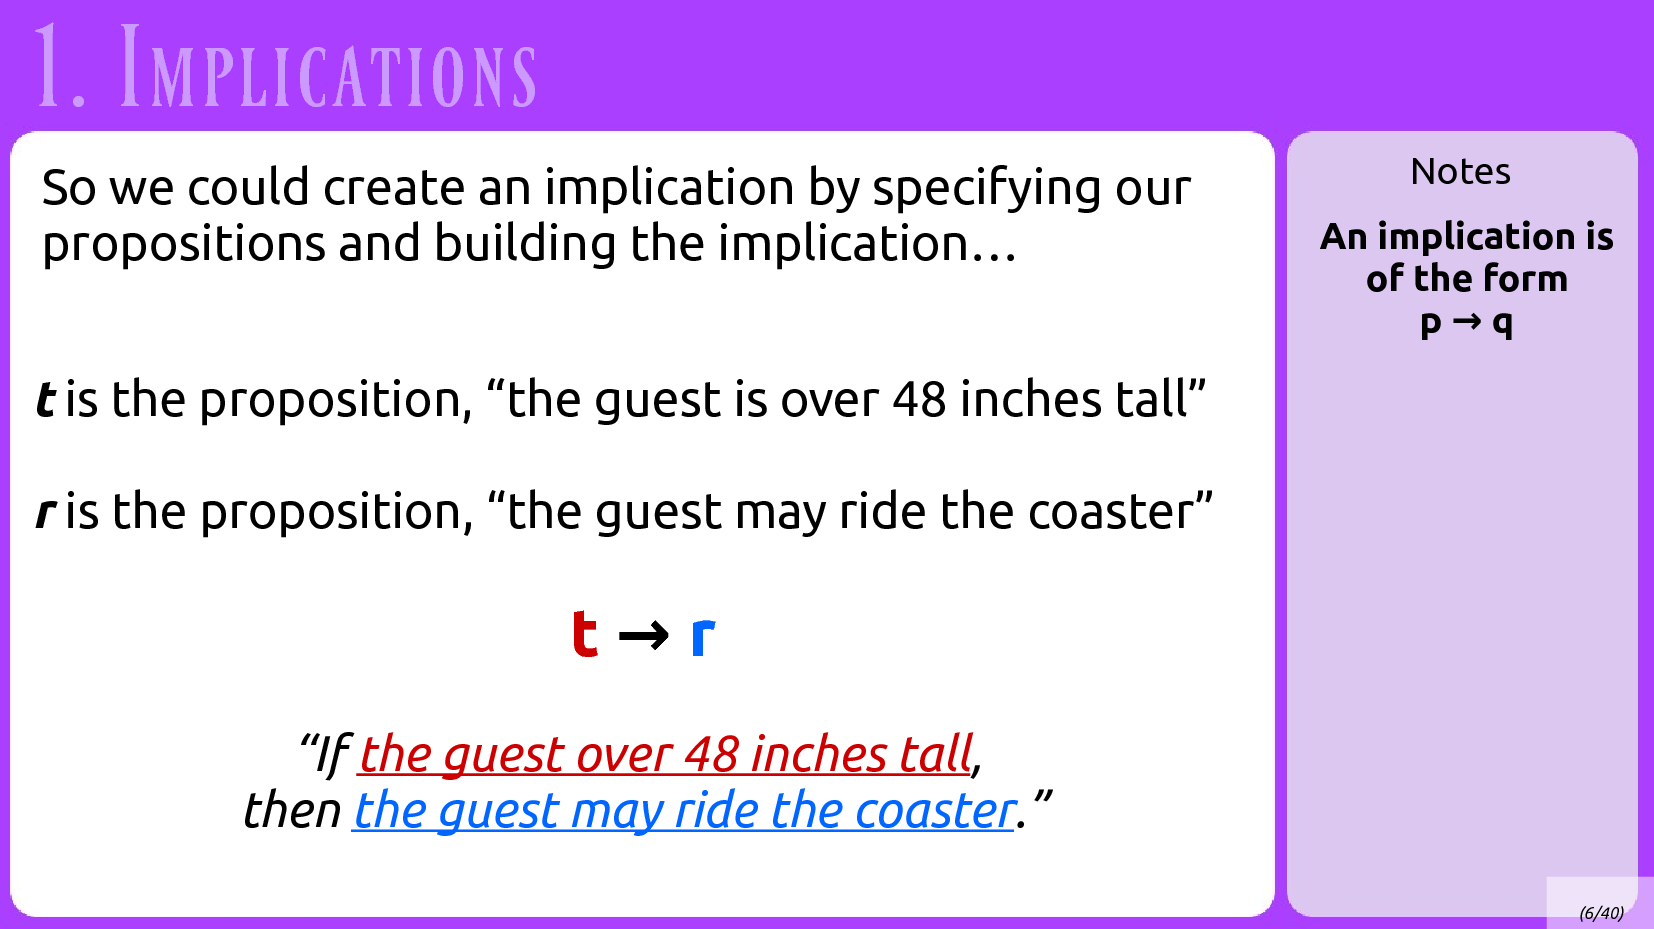 1. Implications
So we could create an implication by specifying our
propositions and building the implication…
t is the proposition, “the guest is over 48 inches tall”
r is the proposition, “the guest may ride the coaster”
t → r
“If the guest over 48 inches tall,
then the guest may ride the coaster.”
Notes
An implication is
of the form
p → q
(6/40)